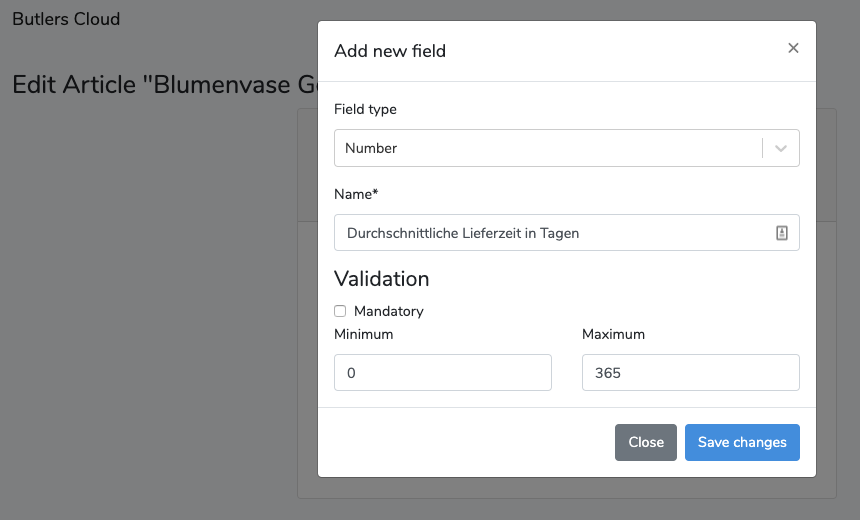 Butlers Cloud
Edit Article "Blumenvase
Add new field
×
Field type
Number
Name*
Durchschnittliche Lieferzeit in Tagen
Validation
Mandatory
Minimum
Maximum
0
365
Close
Save changes